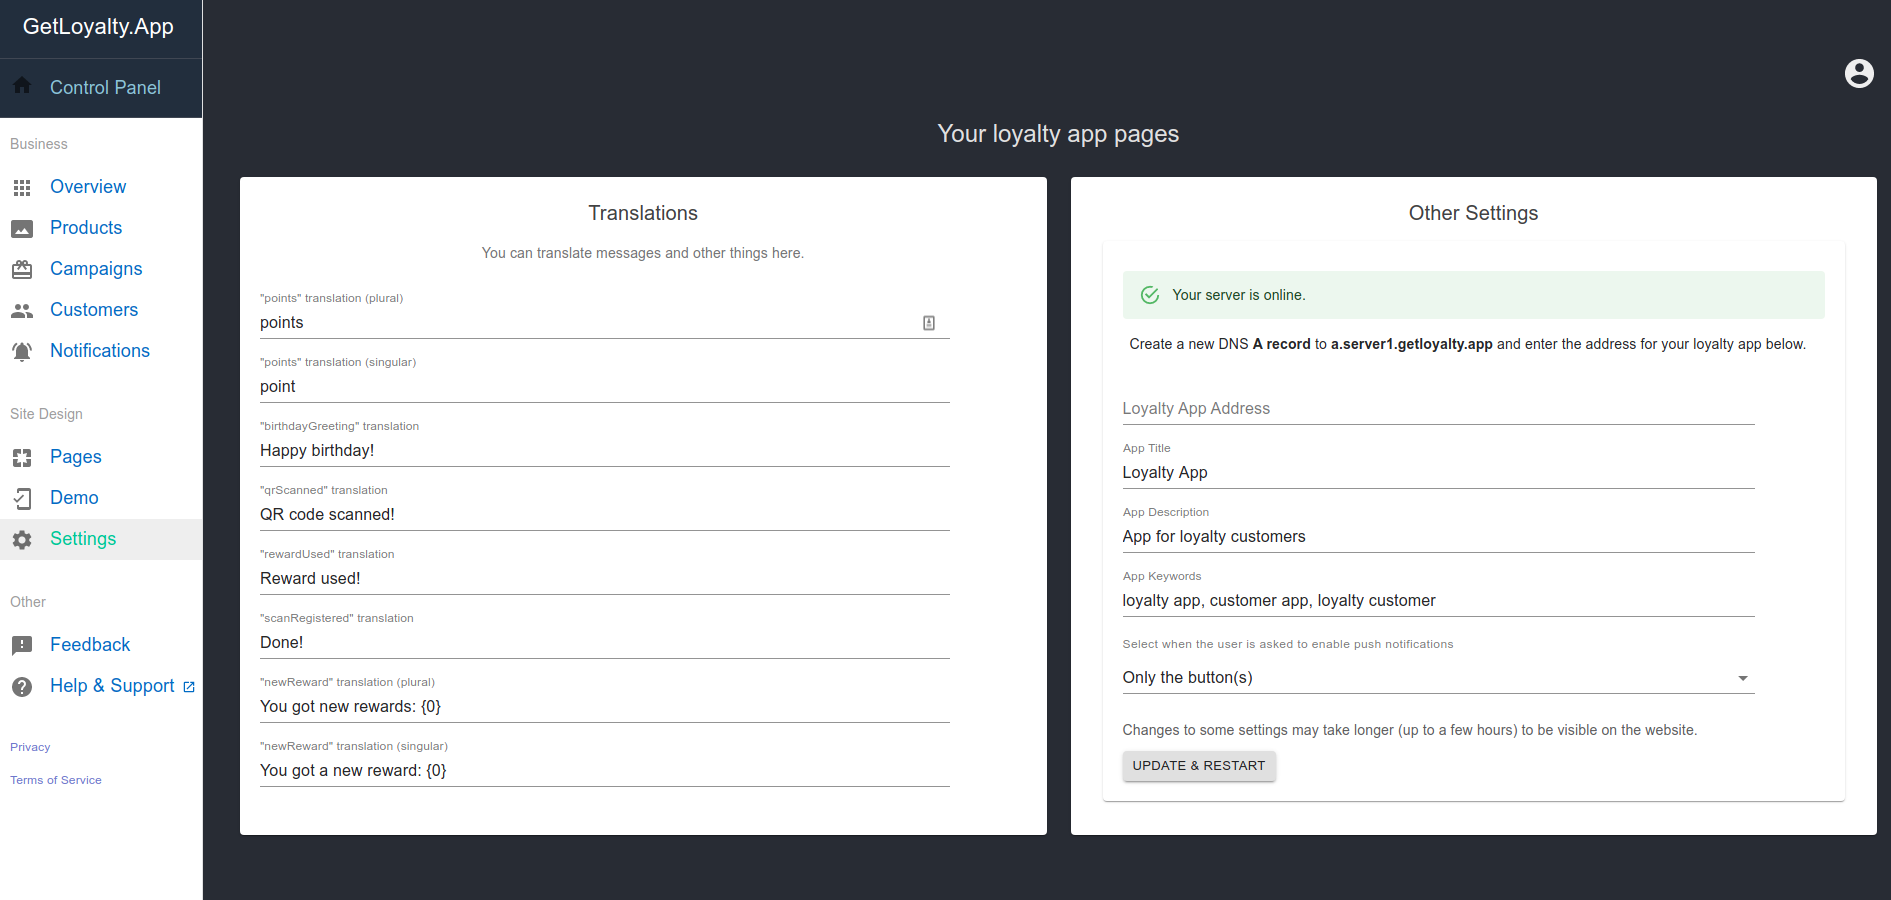 GetLoyalty.App
Control Panel
Business
Overview
Products
Campaigns
Customers
Notifications
Site Design
Pages
Demo
Settings
Other
Feedback
Help & Support
Privacy
Terms of Service
Your loyalty app pages
Translations
You can translate messages and other things here.
"points" translation (plural)
points
"points" translation (singular)
point
"birthdayGreeting" translation
Happy birthday!
"qrScanned" translation
QR code scanned!
"rewardUsed" translation
Reward used!
"scanRegistered" translation
Done!
"newReward" translation (plural)
You got new rewards: {0}
"newReward" translation (singular)
You got a new reward: {0}
Other Settings
Your server is online.
Create a new DNS A record to a.server1.getloyalty.app and enter the address for your loyalty app below.
Loyalty App Address
App Title
Loyalty App
App Description
App for loyalty customers
App Keywords
loyalty app, customer app, loyalty customer
Select when the user is asked to enable push notifications
Only the button(s)
Changes to some settings may take longer (up to a few hours) to be visible on the website.
UPDATE & RESTART